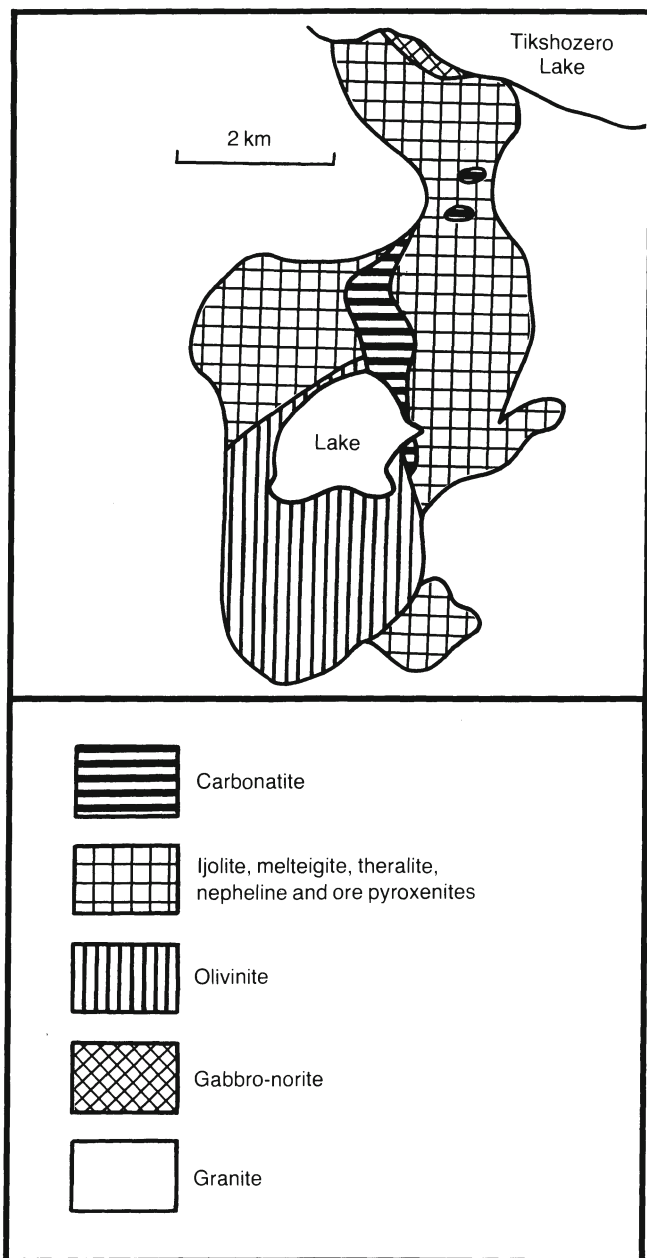 Tikshozero
Lake
2 km
Lake
Carbonatite
Ijolite, melteigite, theralite,
nepheline and ore pyroxenites
Olivinite
Gabbro-norite
Granite